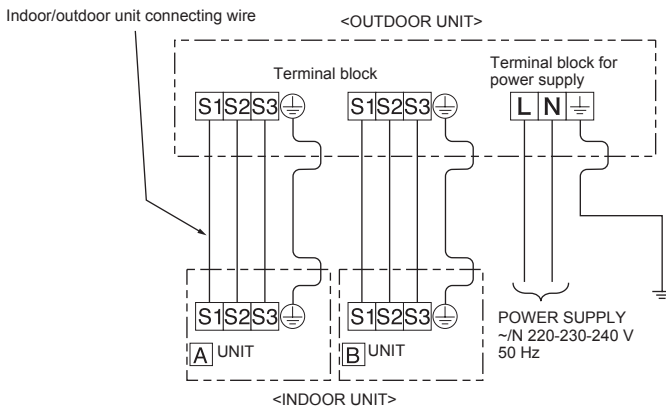 Indoor/outdoor unit connecting wire
<OUTDOOR UNIT>
Terminal block
Terminal block for
power supply
S1 S2 S3
S1 S2 S3
L N
S1 S2 S3
S1 S2 S3
A UNIT
B UNIT
POWER SUPPLY
~/N 220-230-240 V
50 Hz
<INDOOR UNIT>